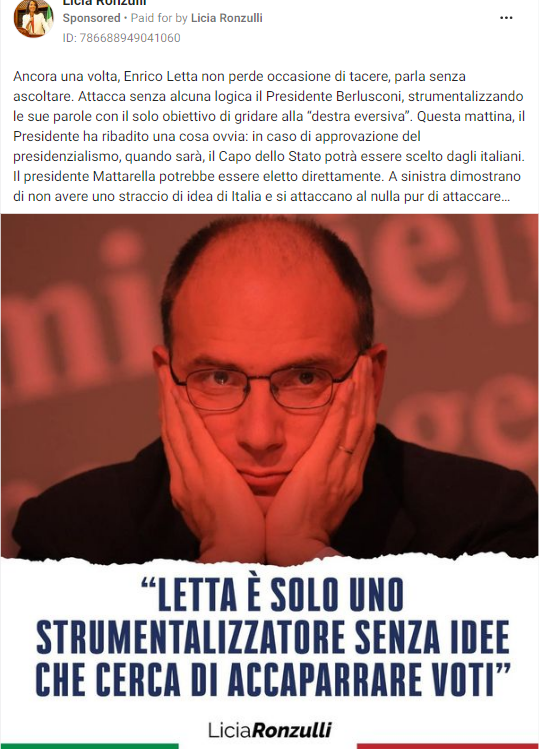 Licia Ronzulli
Sponsored • Paid for by Licia Ronzulli
ID: 786688949041060
Ancora una volta, Enrico Letta non perde occasione di tacere, parla senza
ascoltare. Attacca senza alcuna logica il Presidente Berlusconi, strumentalizzando
le sue parole con il solo obiettivo di gridare alla “destra eversiva”. Questa mattina, il
Presidente ha ribadito una cosa ovvia: in caso di approvazione del
presidenzialismo, quando sarà, il Capo dello Stato potrà essere scelto dagli italiani.
Il presidente Mattarella potrebbe essere eletto direttamente. A sinistra dimostrano
di non avere uno straccio di idea di Italia e si attaccano al nulla pur di attaccare...
“LETTA È SOLO UNO
STRUMENTALIZZATORE SENZA IDEE
CHE CERCA DI ACCAPARRARE VOTI”
LiciaRonzulli